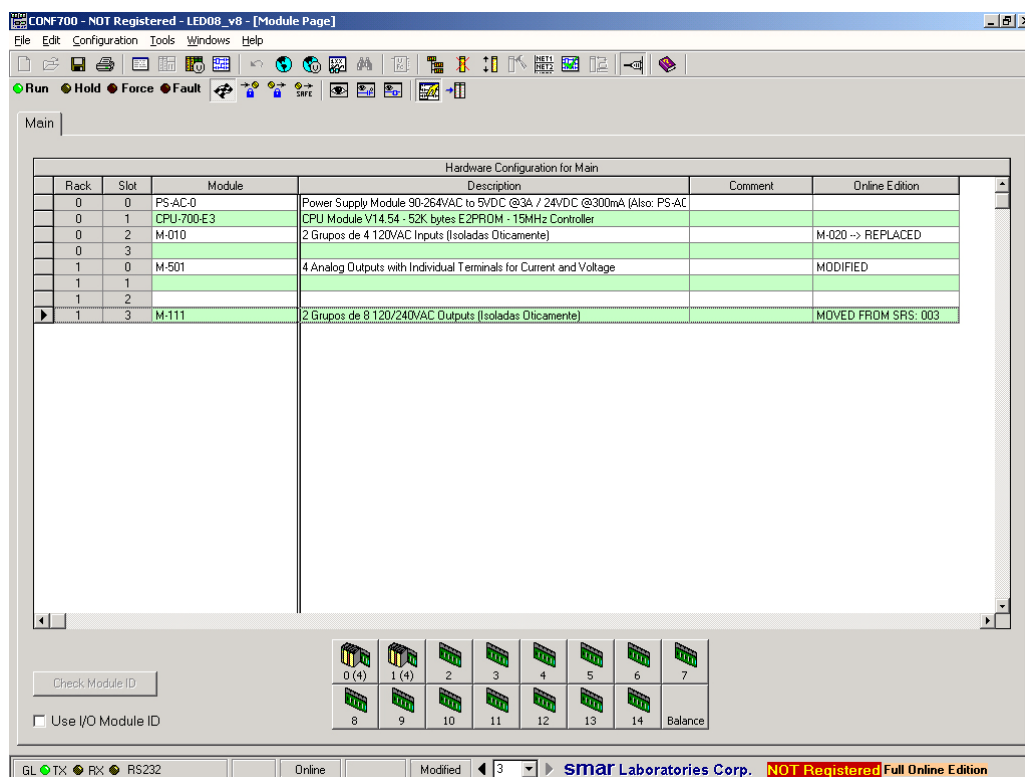 CONF700 - NOT Registered - LED08_v8 - [Module Page]
File Edit Configuration Tools Windows Help
NET1
NET2
Run Hold Force Fault SAFE
Main
Hardware Configuration for Main
Rack Slot Module Description Comment Online Edition
0 0 PS-AC-0 Power Supply Module 90-264VAC to 5VDC @3A / 24VDC @300mA (Also: PS-AC
0 1 CPU-700-E3 CPU Module V14.54 - 52K bytes E2PROM - 15MHz Controller
0 2 M-010 2 Grupos de 4 120VAC Inputs (Isoladas Oticamente) M-020 --> REPLACED
0 3
1 0 M-501 4 Analog Outputs with Individual Terminals for Current and Voltage MODIFIED
1 1
1 2
1 3 M-111 2 Grupos de 8 120/240VAC Outputs (Isoladas Oticamente) MOVED FROM SRS: 003
0 (4) 1 (4) 2 3 4 5 6 7
Check Module ID
8 9 10 11 12 13 14 Balance
Use I/O Module ID
GL TX RX RS232 Online Modified 3 smar Laboratories Corp. NOT Registered Full Online Edition